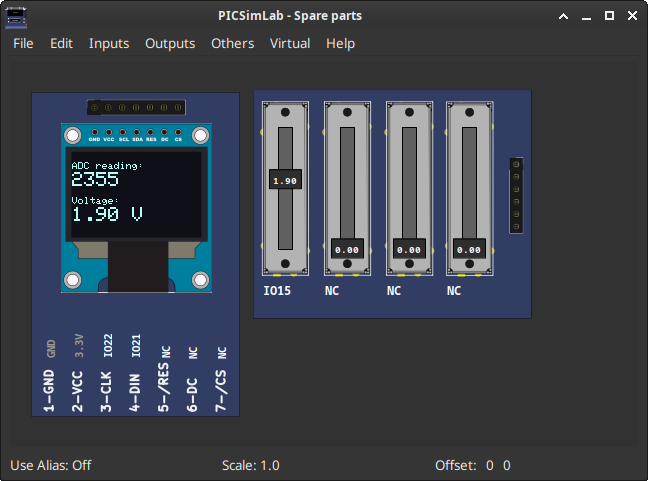 PICSimLab - Spare parts
File Edit Inputs Outputs Others Virtual Help
GND VCC SCL SDA RES DC CS
ADC reading:
2355
Voltage:
1.90 V
1-GND GND
2-VCC 3.3V
3-CLK IO22
4-DIN IO21
5-/RES NC
6-DC NC
7-/CS NC
1.90 0.00 0.00 0.00
IO15 NC NC NC
Use Alias: Off Scale: 1.0 Offset: 0 0